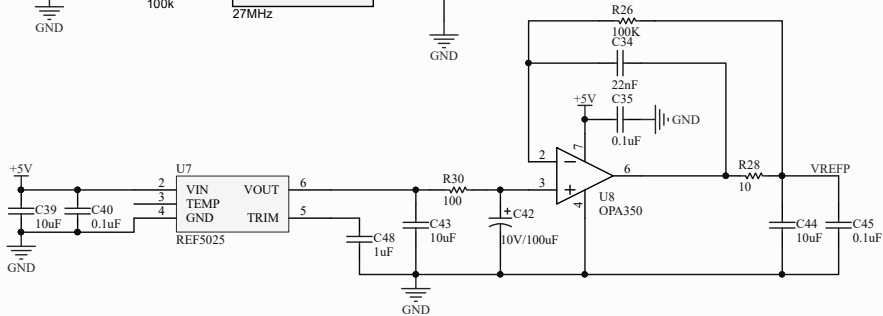 100k
27MHz
GND
GND
R26
100K
C34
22nF
+5V
C35
0.1uF
GND
+5V
C39
10uF
C40
0.1uF
GND
U7
2
VIN
VOUT
6
3
TEMP
4
GND
TRIM
5
REF5025
C48
1uF
C43
10uF
GND
R30
100
+
C42
10V/100uF
2
3
7
4
6
U8
OPA350
R28
10
VREFP
C44
10uF
C45
0.1uF